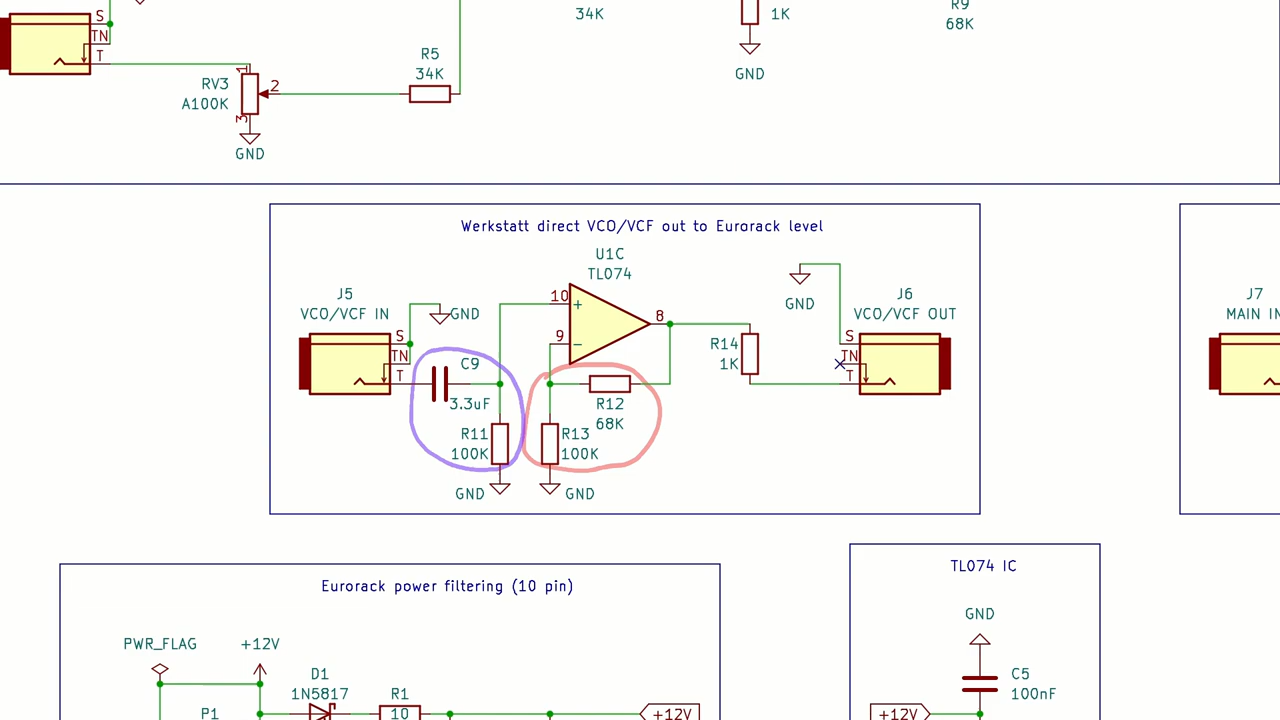 S
TN
T
R5
34K
RV3
A100K
1
2
3
GND
34K
1K
GND
R9
68K
Werkstatt direct VCO/VCF out to Eurorack level
U1C
TL074
J5
VCO/VCF IN
GND
S
TN
T
C9
3.3uF
R11
100K
GND
10
+
9
−
8
R12
68K
R13
100K
GND
R14
1K
GND
J6
VCO/VCF OUT
S
TN
T
J7
MAIN IN
Eurorack power filtering (10 pin)
PWR_FLAG
+12V
P1
D1
1N5817
R1
10
+12V
TL074 IC
GND
C5
100nF
+12V